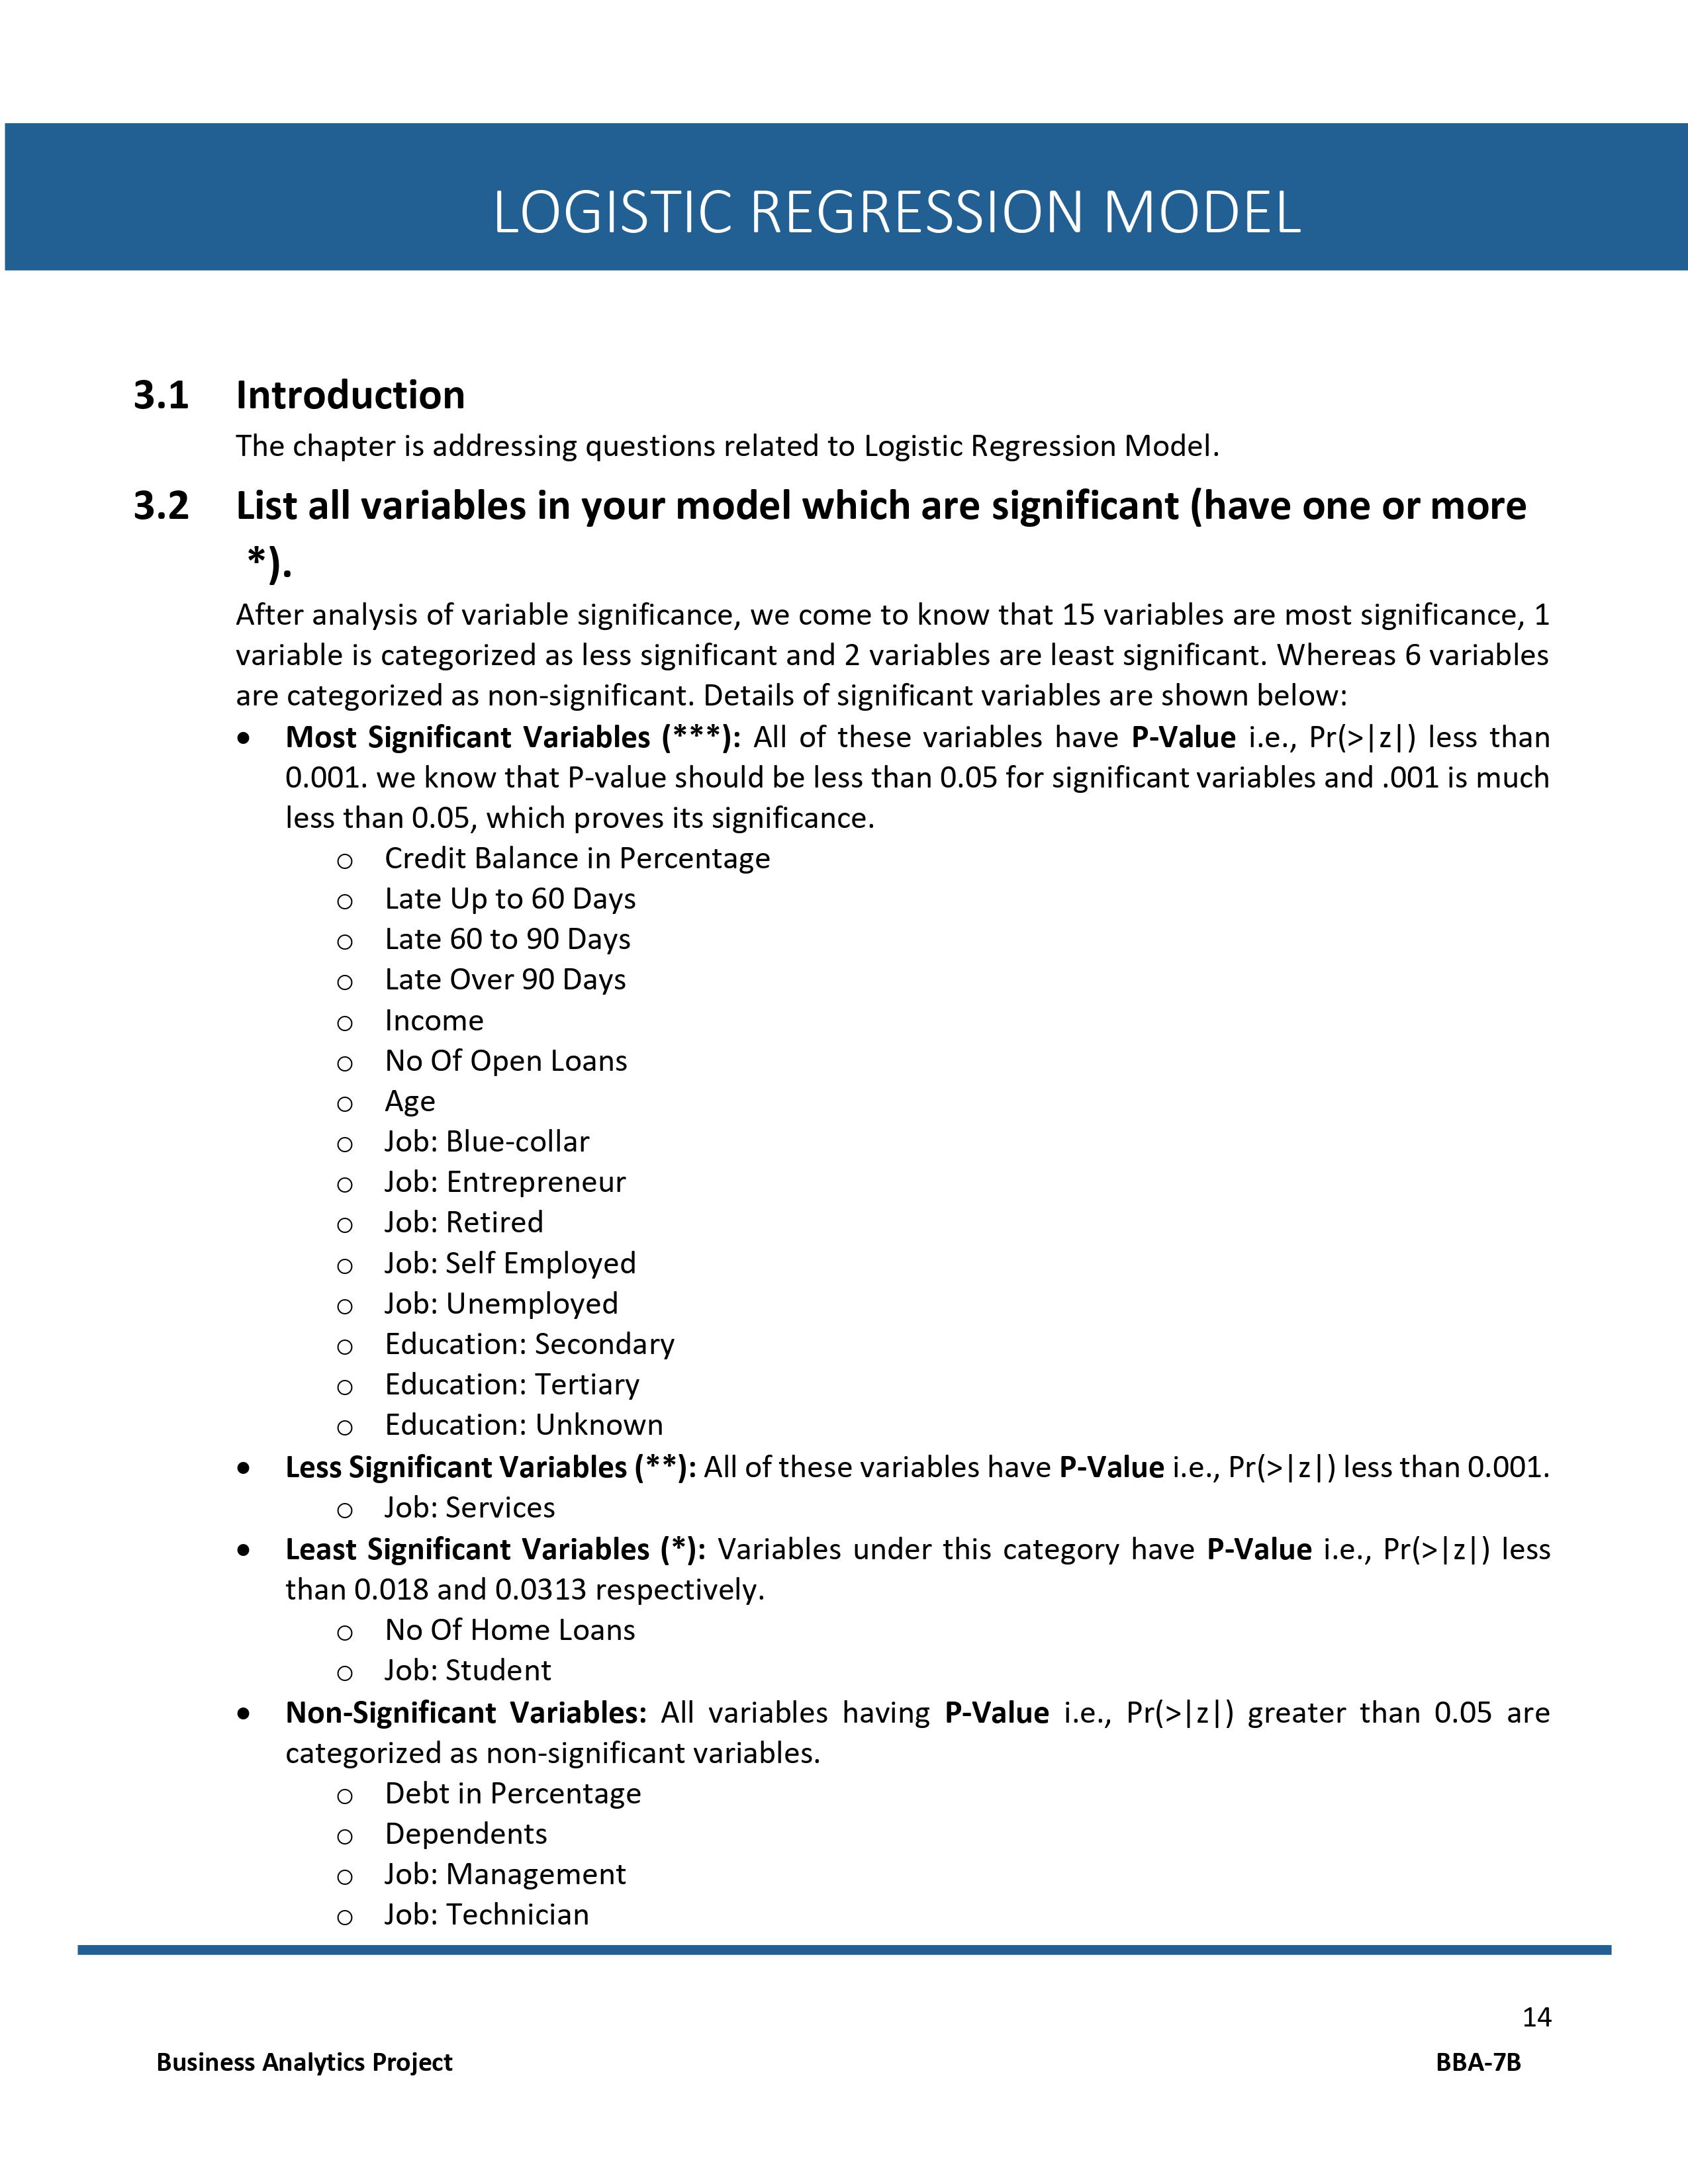 LOGISTIC REGRESSION MODEL
3.1 Introduction
The chapter is addressing questions related to Logistic Regression Model.
3.2 List all variables in your model which are significant (have one or more
*).
After analysis of variable significance, we come to know that 15 variables are most significance, 1
variable is categorized as less significant and 2 variables are least significant. Whereas 6 variables
are categorized as non-significant. Details of significant variables are shown below:
• Most Significant Variables (***): All of these variables have P-Value i.e., Pr(>|z|) less than
0.001. we know that P-value should be less than 0.05 for significant variables and .001 is much
less than 0.05, which proves its significance.
o Credit Balance in Percentage
o Late Up to 60 Days
o Late 60 to 90 Days
o Late Over 90 Days
o Income
o No Of Open Loans
o Age
o Job: Blue-collar
o Job: Entrepreneur
o Job: Retired
o Job: Self Employed
o Job: Unemployed
o Education: Secondary
o Education: Tertiary
o Education: Unknown
• Less Significant Variables (**): All of these variables have P-Value i.e., Pr(>|z|) less than 0.001.
o Job: Services
• Least Significant Variables (*): Variables under this category have P-Value i.e., Pr(>|z|) less
than 0.018 and 0.0313 respectively.
o No Of Home Loans
o Job: Student
• Non-Significant Variables: All variables having P-Value i.e., Pr(>|z|) greater than 0.05 are
categorized as non-significant variables.
o Debt in Percentage
o Dependents
o Job: Management
o Job: Technician
14
Business Analytics Project BBA-7B